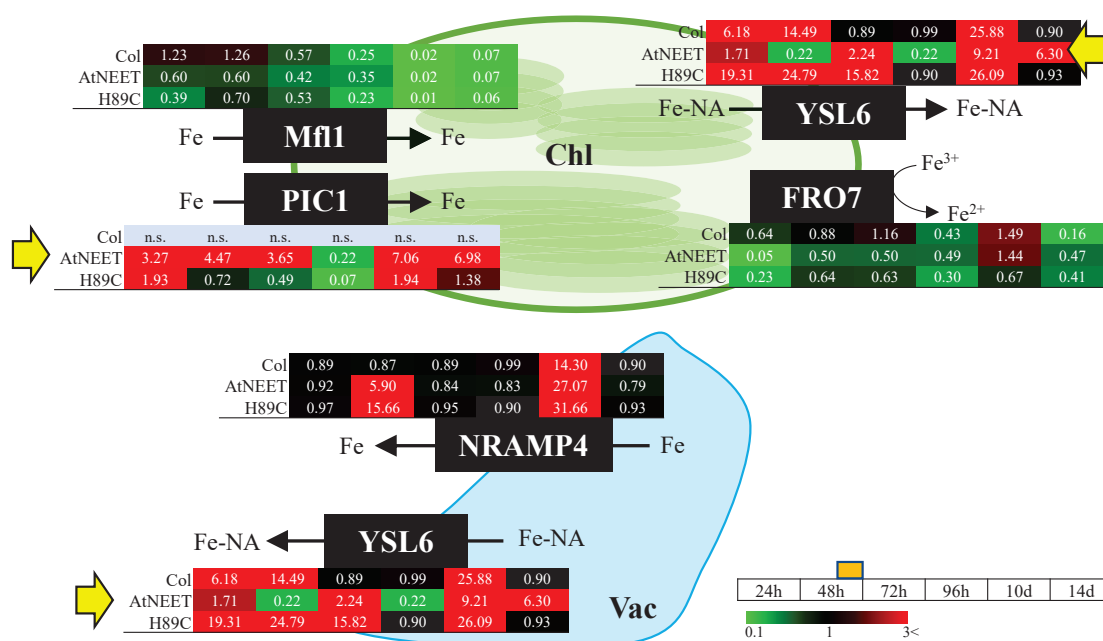 Col 1.23 1.26 0.57 0.25 0.02 0.07
AtNEET 0.60 0.60 0.42 0.35 0.02 0.07
H89C 0.39 0.70 0.53 0.23 0.01 0.06
Fe Mfl1 Fe
Col 6.18 14.49 0.89 0.99 25.88 0.90
AtNEET 1.71 0.22 2.24 0.22 9.21 6.30
H89C 19.31 24.79 15.82 0.90 26.09 0.93
Fe-NA YSL6 Fe-NA
Chl
Fe PIC1 Fe
Col n.s. n.s. n.s. n.s. n.s. n.s.
AtNEET 3.27 4.47 3.65 0.22 7.06 6.98
H89C 1.93 0.72 0.49 0.07 1.94 1.38
FRO7
Fe3+
Fe2+
Col 0.64 0.88 1.16 0.43 1.49 0.16
AtNEET 0.05 0.50 0.50 0.49 1.44 0.47
H89C 0.23 0.64 0.63 0.30 0.67 0.41
Col 0.89 0.87 0.89 0.99 14.30 0.90
AtNEET 0.92 5.90 0.84 0.83 27.07 0.79
H89C 0.97 15.66 0.95 0.90 31.66 0.93
Fe NRAMP4 Fe
Fe-NA YSL6 Fe-NA
Col 6.18 14.49 0.89 0.99 25.88 0.90
AtNEET 1.71 0.22 2.24 0.22 9.21 6.30
H89C 19.31 24.79 15.82 0.90 26.09 0.93
Vac
24h 48h 72h 96h 10d 14d
0.1 1 3<